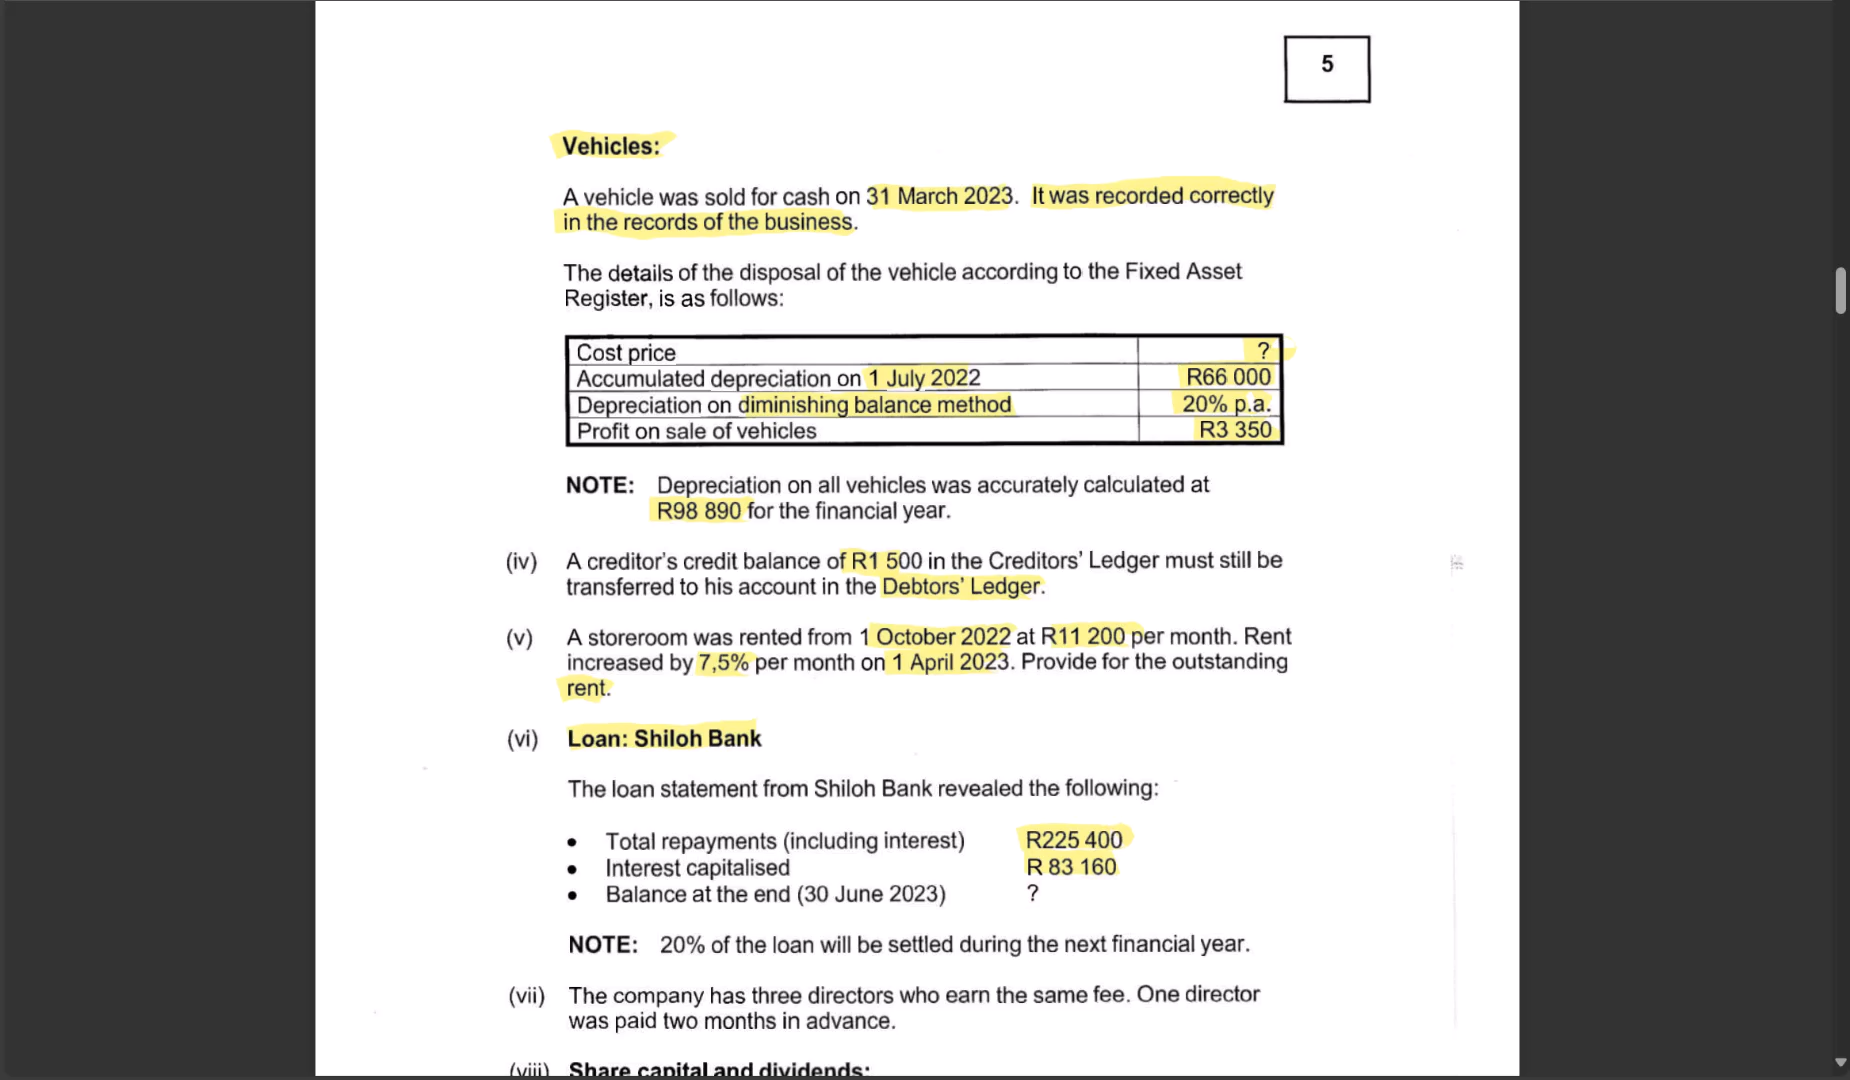 5
Vehicles:
A vehicle was sold for cash on 31 March 2023. It was recorded correctly
in the records of the business.
The details of the disposal of the vehicle according to the Fixed Asset
Register, is as follows:
Cost price ?
Accumulated depreciation on 1 July 2022 R66 000
Depreciation on diminishing balance method 20% p.a.
Profit on sale of vehicles R3 350
NOTE: Depreciation on all vehicles was accurately calculated at
R98 890 for the financial year.
(iv) A creditor's credit balance of R1 500 in the Creditors' Ledger must still be
transferred to his account in the Debtors' Ledger.
(v) A storeroom was rented from 1 October 2022 at R11 200 per month. Rent
increased by 7,5% per month on 1 April 2023. Provide for the outstanding
rent.
(vi) Loan: Shiloh Bank
The loan statement from Shiloh Bank revealed the following:
• Total repayments (including interest) R225 400
• Interest capitalised R 83 160
• Balance at the end (30 June 2023) ?
NOTE: 20% of the loan will be settled during the next financial year.
(vii) The company has three directors who earn the same fee. One director
was paid two months in advance.
(viii) Share capital and dividends: